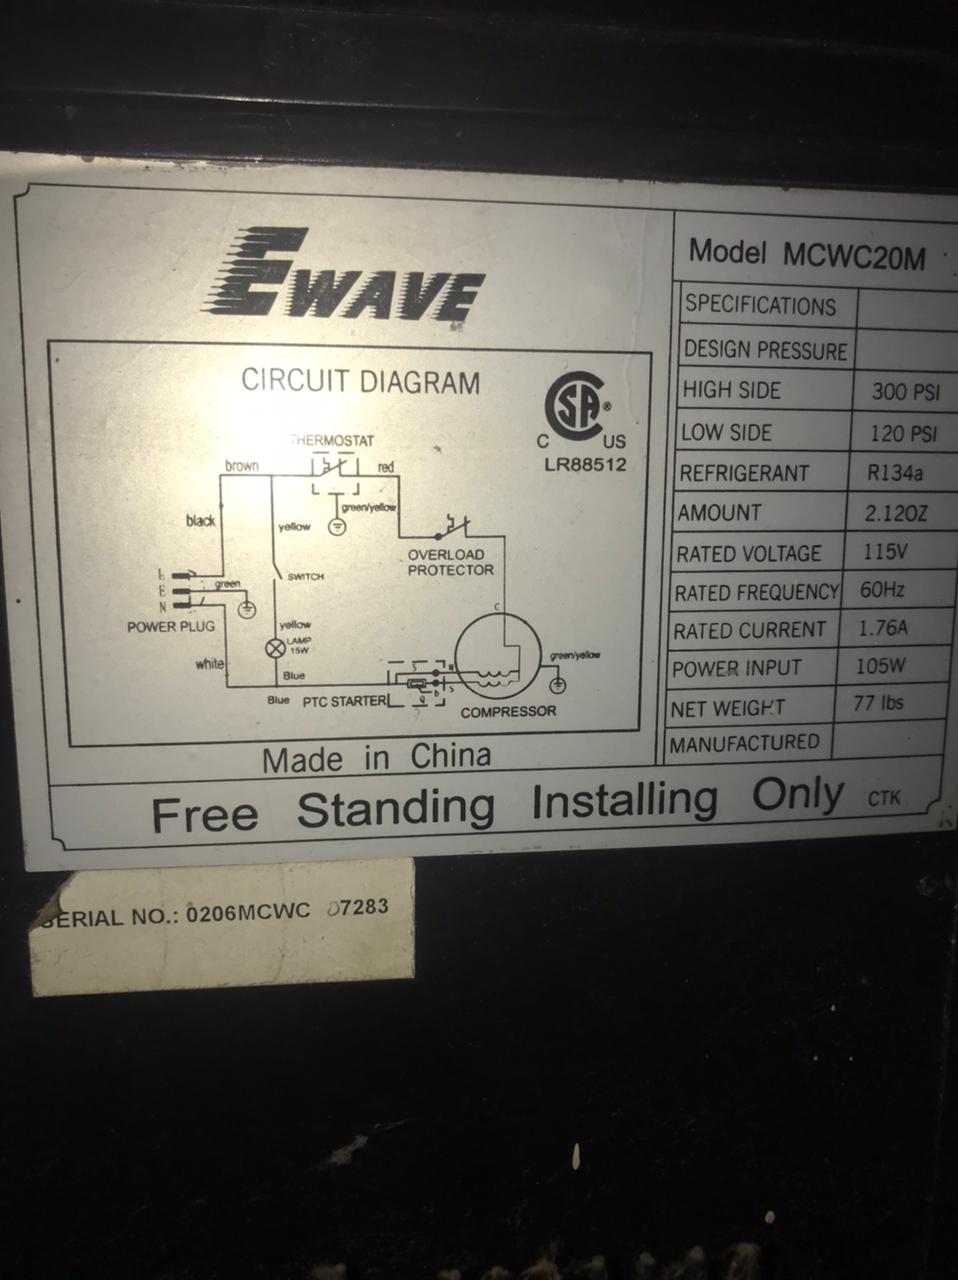 EWAVE
CIRCUIT DIAGRAM
CSA®
C US
LR88512
THERMOSTAT
brown
red
green/yellow
black
yellow
OVERLOAD
PROTECTOR
SWITCH
L
E
N
green
POWER PLUG
C
yellow
LAMP
15W
white
Blue
Blue
PTC STARTER
S
M
S
green/yellow
COMPRESSOR
Made in China
Model MCWC20M
SPECIFICATIONS
DESIGN PRESSURE
HIGH SIDE 300 PSI
LOW SIDE 120 PSI
REFRIGERANT R134a
AMOUNT 2.12OZ
RATED VOLTAGE 115V
RATED FREQUENCY 60Hz
RATED CURRENT 1.76A
POWER INPUT 105W
NET WEIGHT 77 lbs
MANUFACTURED
Free Standing Installing Only CTK
SERIAL NO.: 0206MCWC 07283